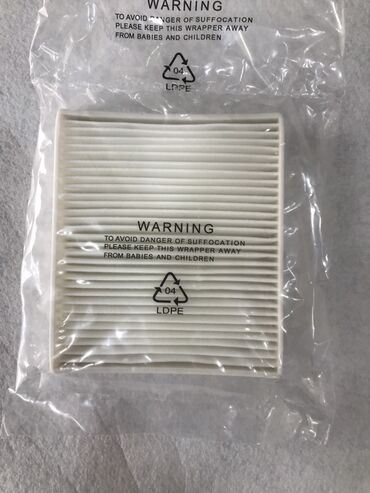 WARNING
TO AVOID DANGER OF SUFFOCATION
PLEASE KEEP THIS WRAPPER AWAY
FROM BABIES AND CHILDREN
04
LDPE
WARNING
TO AVOID DANGER OF SUFFOCATION
PLEASE KEEP THIS WRAPPER AWAY
FROM BABIES AND CHILDREN
04
LDPE